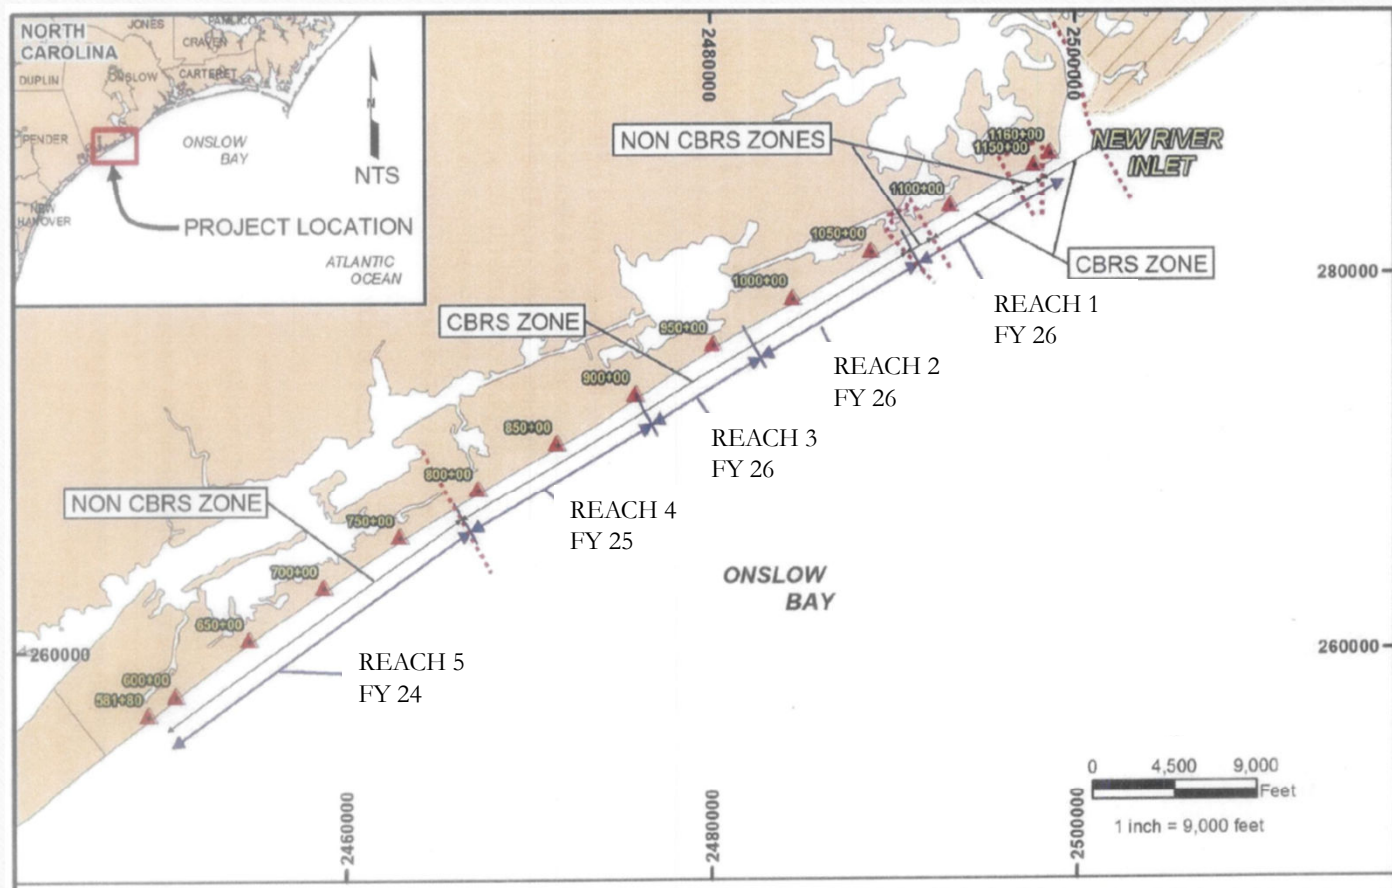 NORTH
CAROLINA
JONES
PAMLICO
CRAVEN
DUPLIN
ONSLOW
CARTERET
PENDER
ONSLOW
BAY
N
NTS
NEW
HANOVER
PROJECT LOCATION
ATLANTIC
OCEAN
2480000
2500000
NON CBRS ZONES
1160+00
1150+00
NEW RIVER
INLET
1100+00
1050+00
CBRS ZONE
280000
1000+00
REACH 1
FY 26
CBRS ZONE
950+00
REACH 2
FY 26
900+00
REACH 3
FY 26
850+00
800+00
NON CBRS ZONE
REACH 4
FY 25
750+00
700+00
ONSLOW
BAY
650+00
260000
260000
REACH 5
FY 24
600+00
581+80
0 4,500 9,000
Feet
1 inch = 9,000 feet
2460000
2480000
2500000